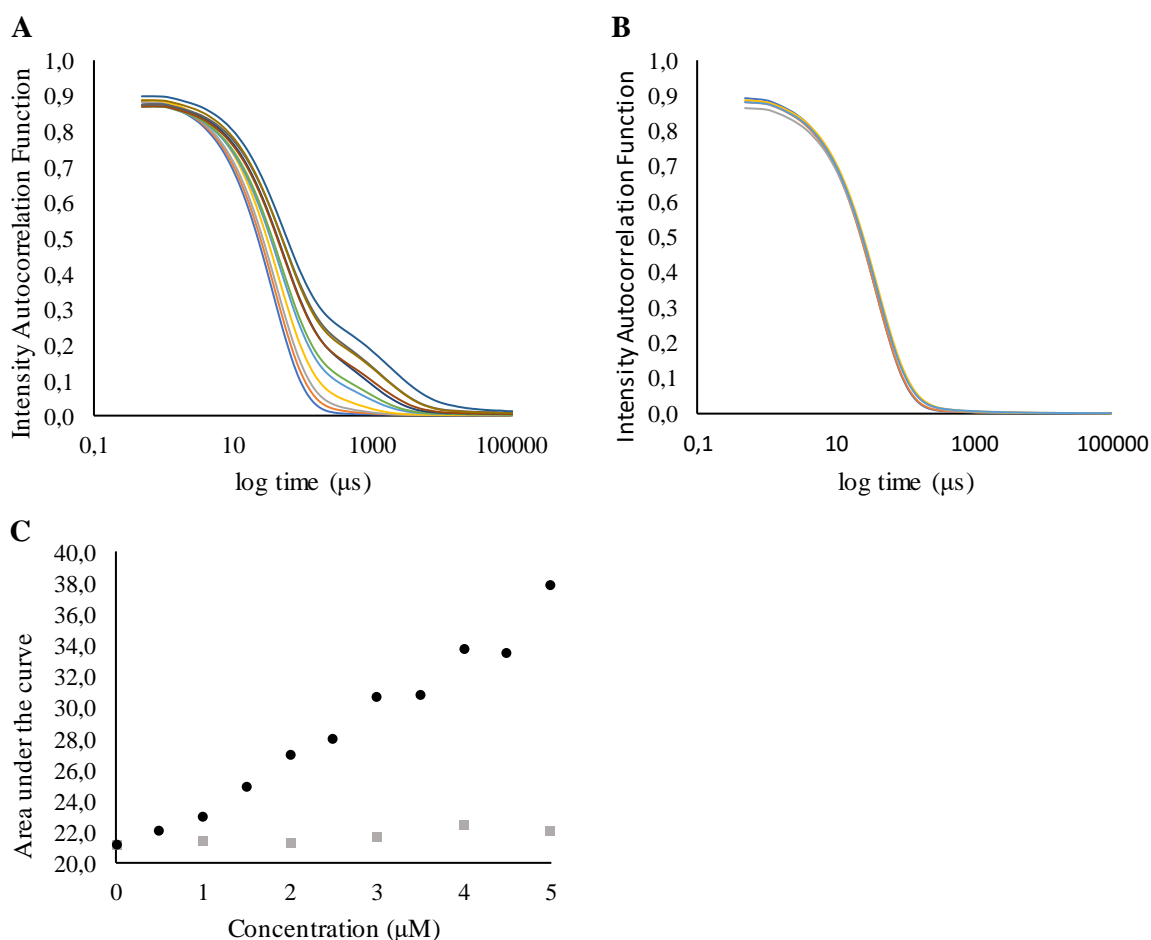 A
1,0
0,9
0,8
0,7
0,6
0,5
0,4
0,3
0,2
0,1
0,0
Intensity Autocorrelation Function
0,1 10 1000 100000
log time (μs)
B
1,0
0,9
0,8
0,7
0,6
0,5
0,4
0,3
0,2
0,1
0,0
Intensity Autocorrelation Function
0,1 10 1000 100000
log time (μs)
C
40,0
38,0
36,0
34,0
32,0
30,0
28,0
26,0
24,0
22,0
20,0
Area under the curve
0 1 2 3 4 5
Concentration (μM)